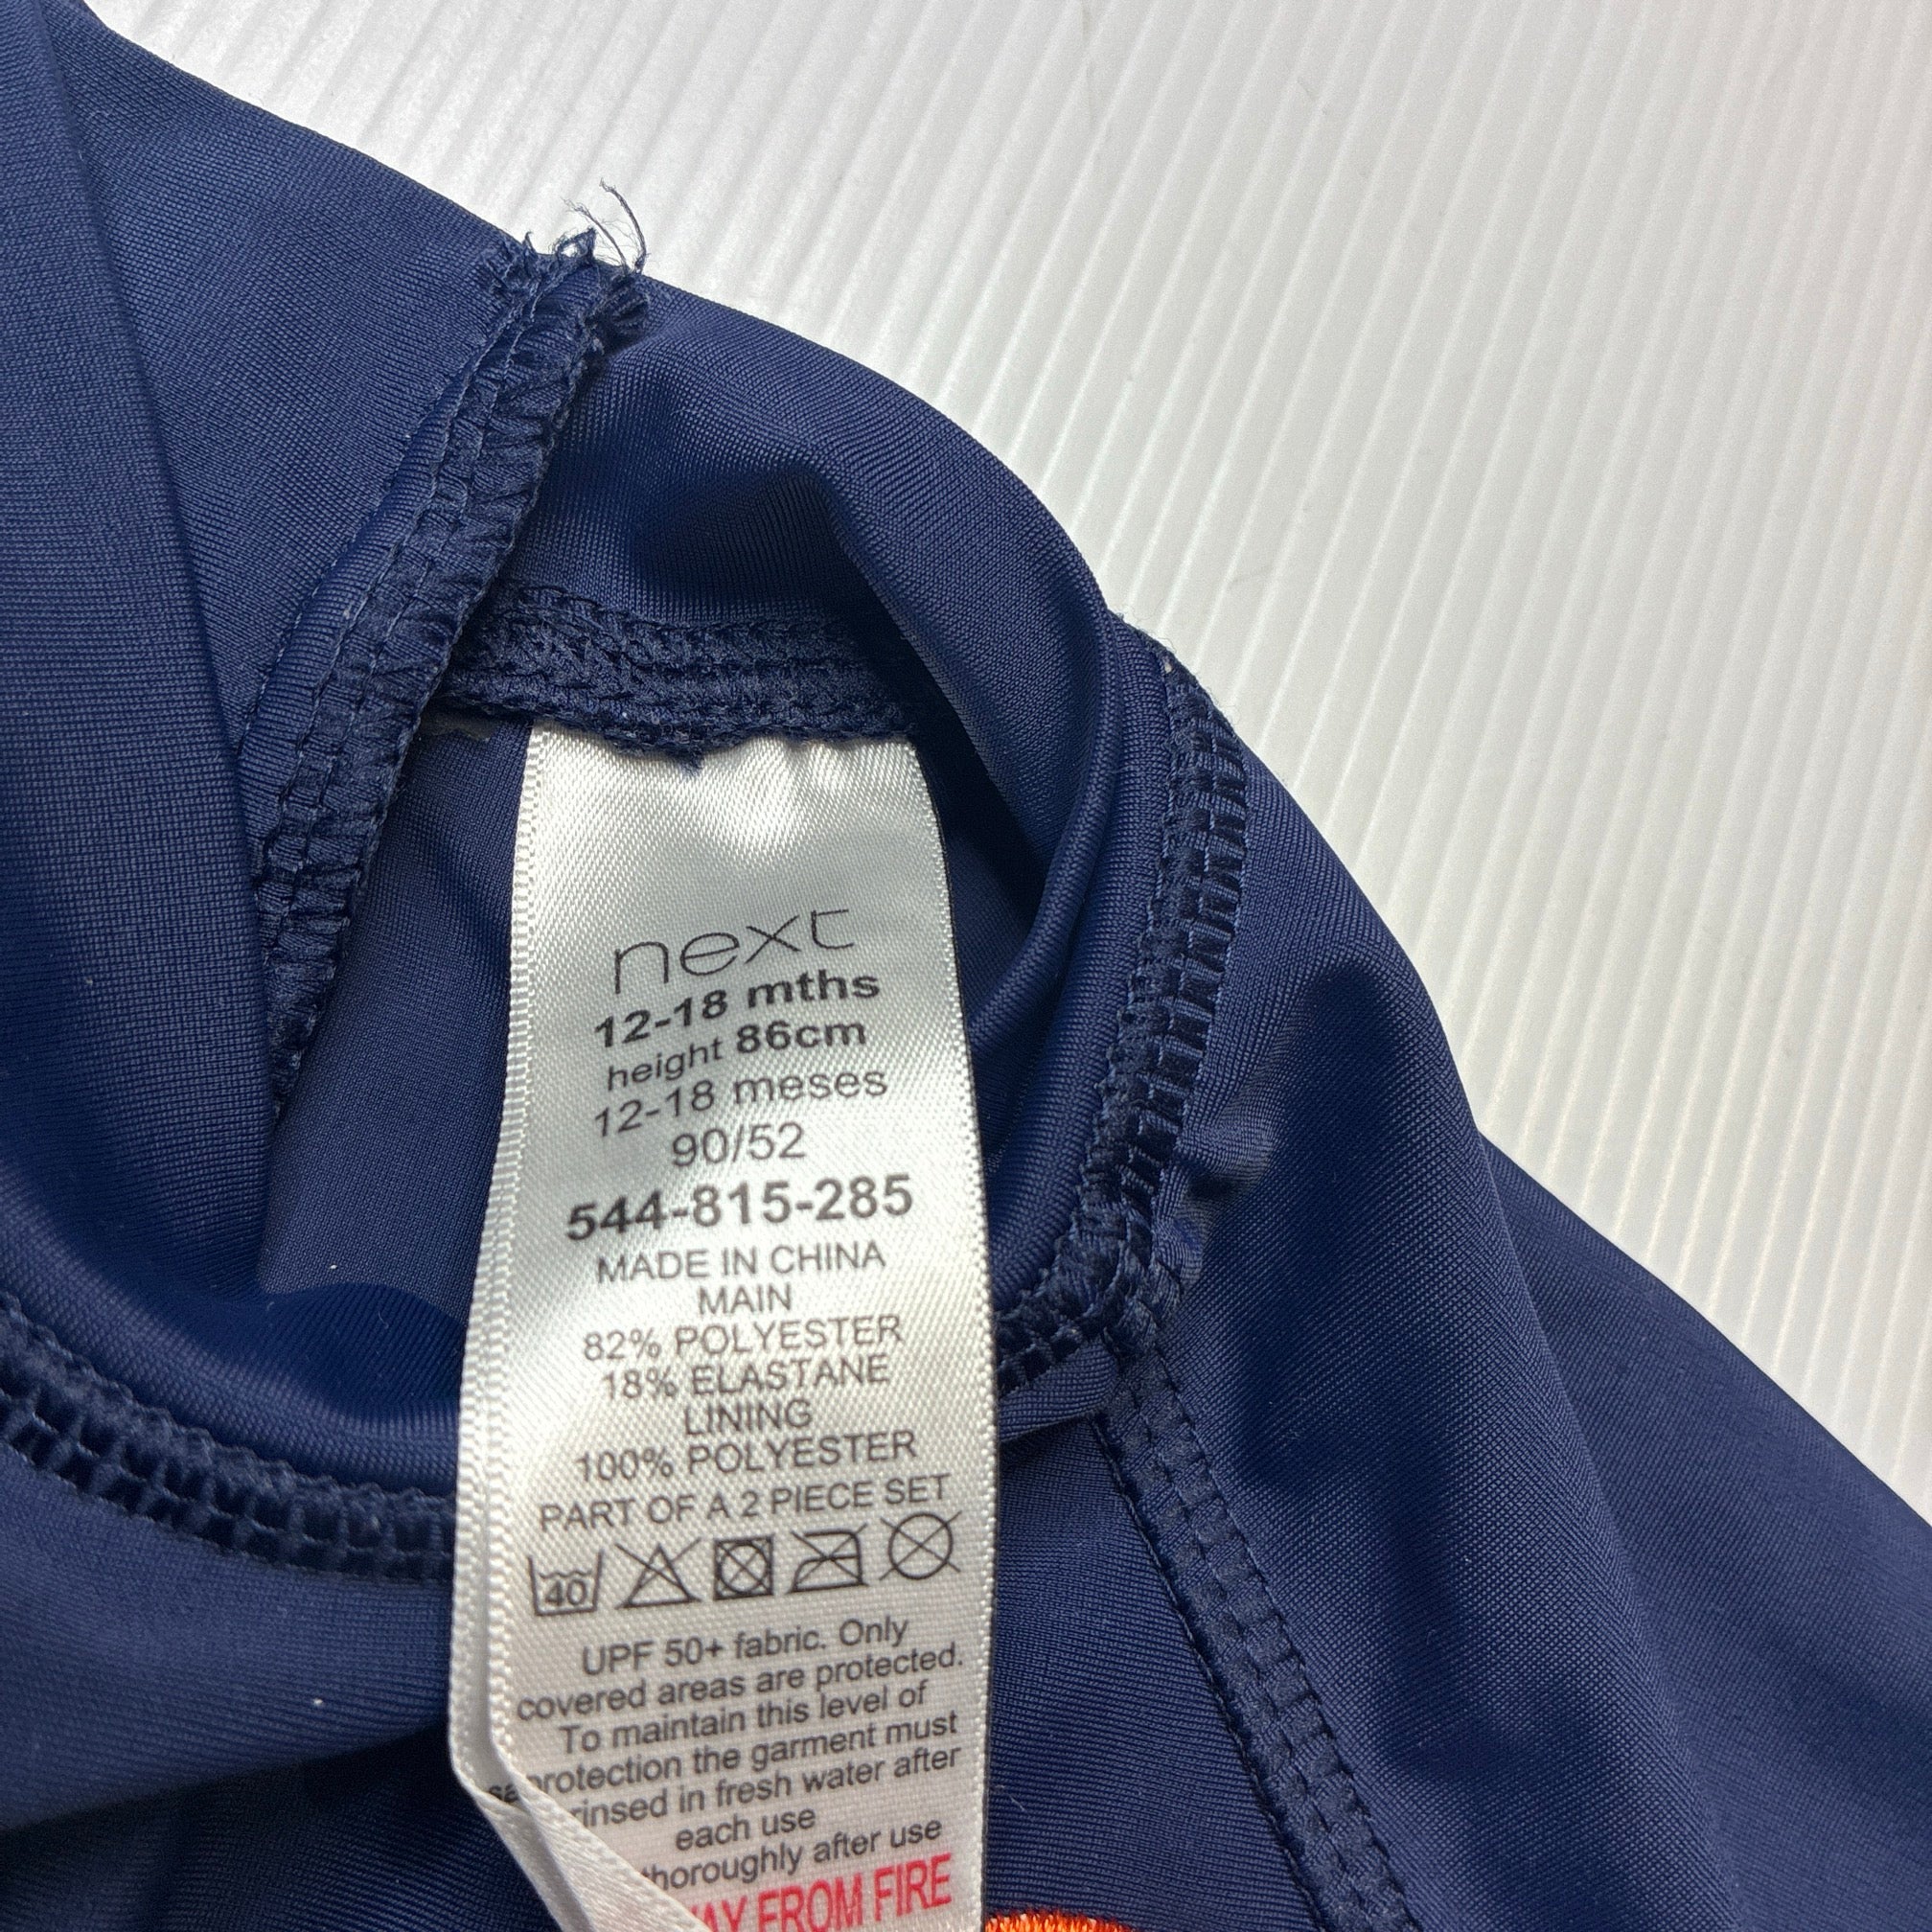 next
12-18 mths
height 86cm
12-18 meses
90/52
544-815-285
MADE IN CHINA
MAIN
82% POLYESTER
18% ELASTANE
LINING
100% POLYESTER
PART OF A 2 PIECE SET
40
UPF 50+ fabric. Only
covered areas are protected.
To maintain this level of
protection the garment must
rinsed in fresh water after
each use
after use
FROM FIRE